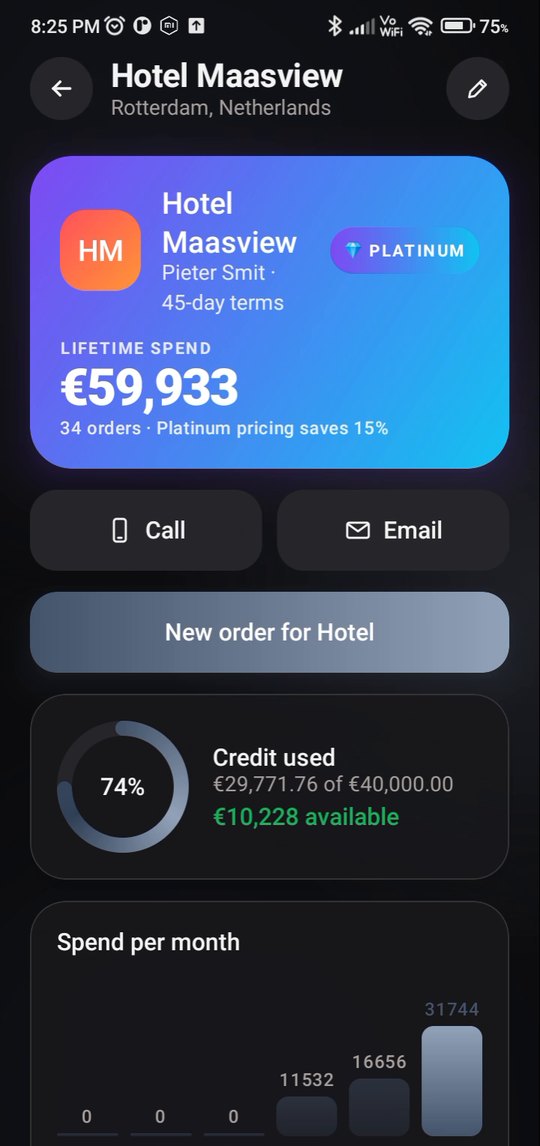 8:25 PM
Vo
WiFi
75%
Hotel Maasview
Rotterdam, Netherlands
HM
Hotel
Maasview
Pieter Smit ·
45-day terms
💎 PLATINUM
LIFETIME SPEND
€59,933
34 orders · Platinum pricing saves 15%
Call
Email
New order for Hotel
74%
Credit used
€29,771.76 of €40,000.00
€10,228 available
Spend per month
31744
16656
11532
0
0
0